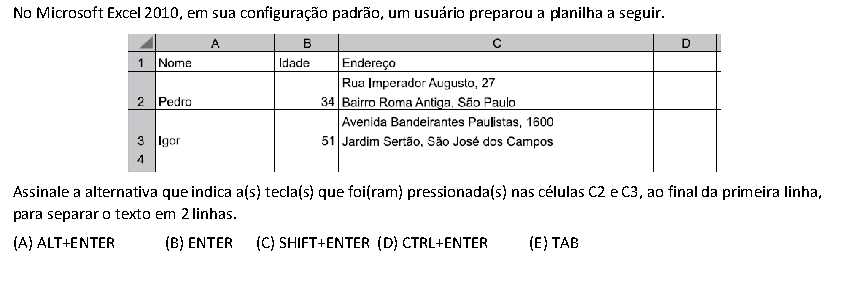 No Microsoft Excel 2010, em sua configuração padrão, um usuário preparou a planilha a seguir.
A B C D
1 Nome Idade Endereço
Rua Imperador Augusto, 27
2 Pedro 34 Bairro Roma Antiga, São Paulo
Avenida Bandeirantes Paulistas, 1600
3 Igor 51 Jardim Sertão, São José dos Campos
4
Assinale a alternativa que indica a(s) tecla(s) que foi(ram) pressionada(s) nas células C2 e C3, ao final da primeira linha,
para separar o texto em 2 linhas.
(A) ALT+ENTER (B) ENTER (C) SHIFT+ENTER (D) CTRL+ENTER (E) TAB